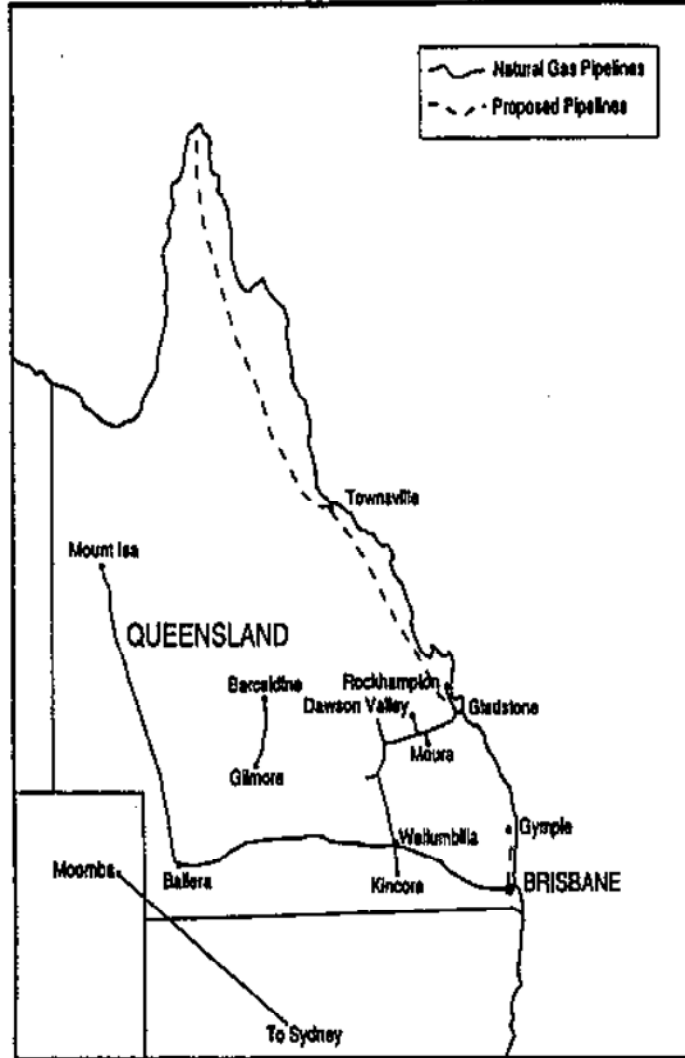 Natural Gas Pipelines
Proposed Pipelines
Townsville
Mount Isa
QUEENSLAND
Barcaldine
Rockhampton
Dawson Valley
Gladstone
Moura
Gilmore
Gympie
Wallumbilla
Moomba
Ballera
Kincora
BRISBANE
To Sydney